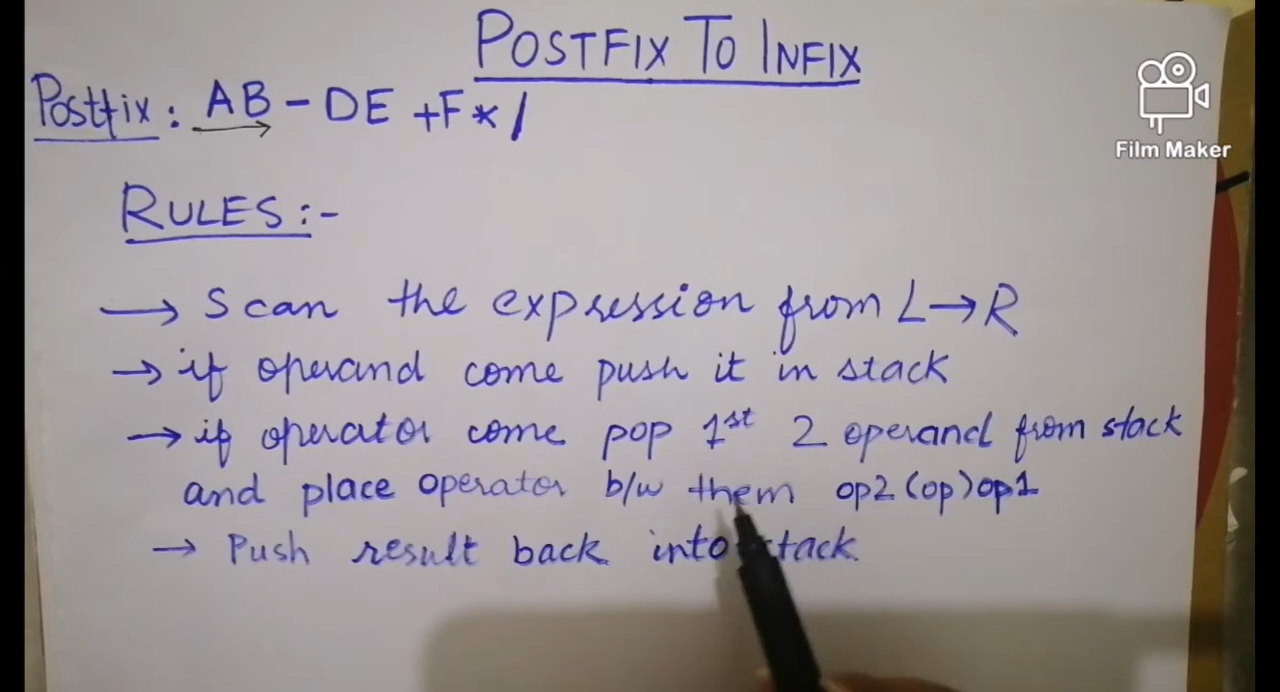 POSTFIX TO INFIX
Postfix: AB - DE +F* /
Film Maker
RULES:-
→ Scan the expression from L→R
→ if operand come push it in stack
→ if operator come pop 1st 2 operand from stack
and place operator b/w them op2 (op) op1
→ Push result back into stack